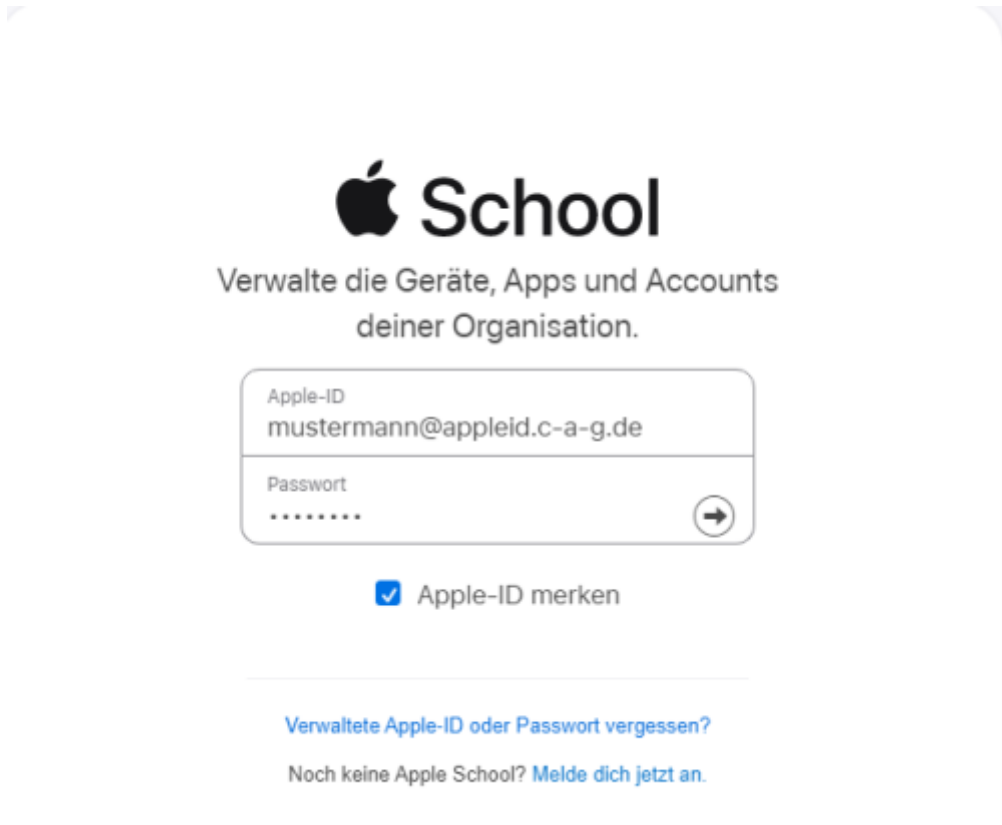 School
Verwalte die Geräte, Apps und Accounts
deiner Organisation.
Apple-ID
mustermann@appleid.c-a-g.de
Passwort
••••••••
Apple-ID merken
Verwaltete Apple-ID oder Passwort vergessen?
Noch keine Apple School? Melde dich jetzt an.